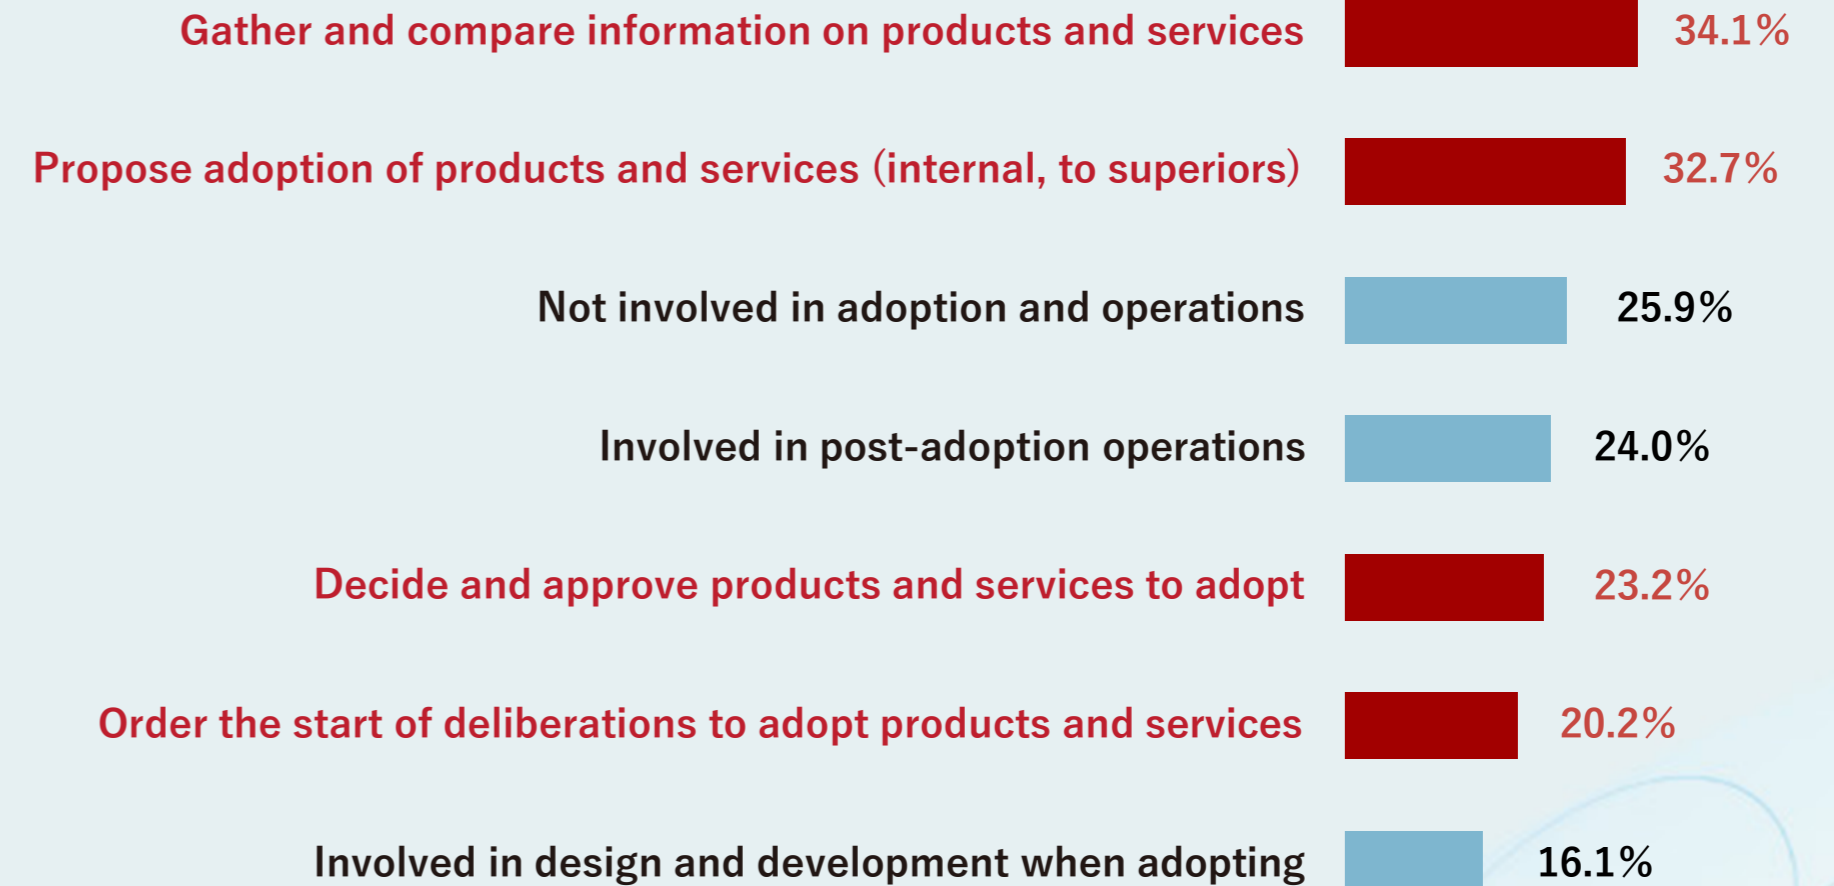 Gather and compare information on products and services 34.1%
Propose adoption of products and services (internal, to superiors) 32.7%
Not involved in adoption and operations 25.9%
Involved in post-adoption operations 24.0%
Decide and approve products and services to adopt 23.2%
Order the start of deliberations to adopt products and services 20.2%
Involved in design and development when adopting 16.1%